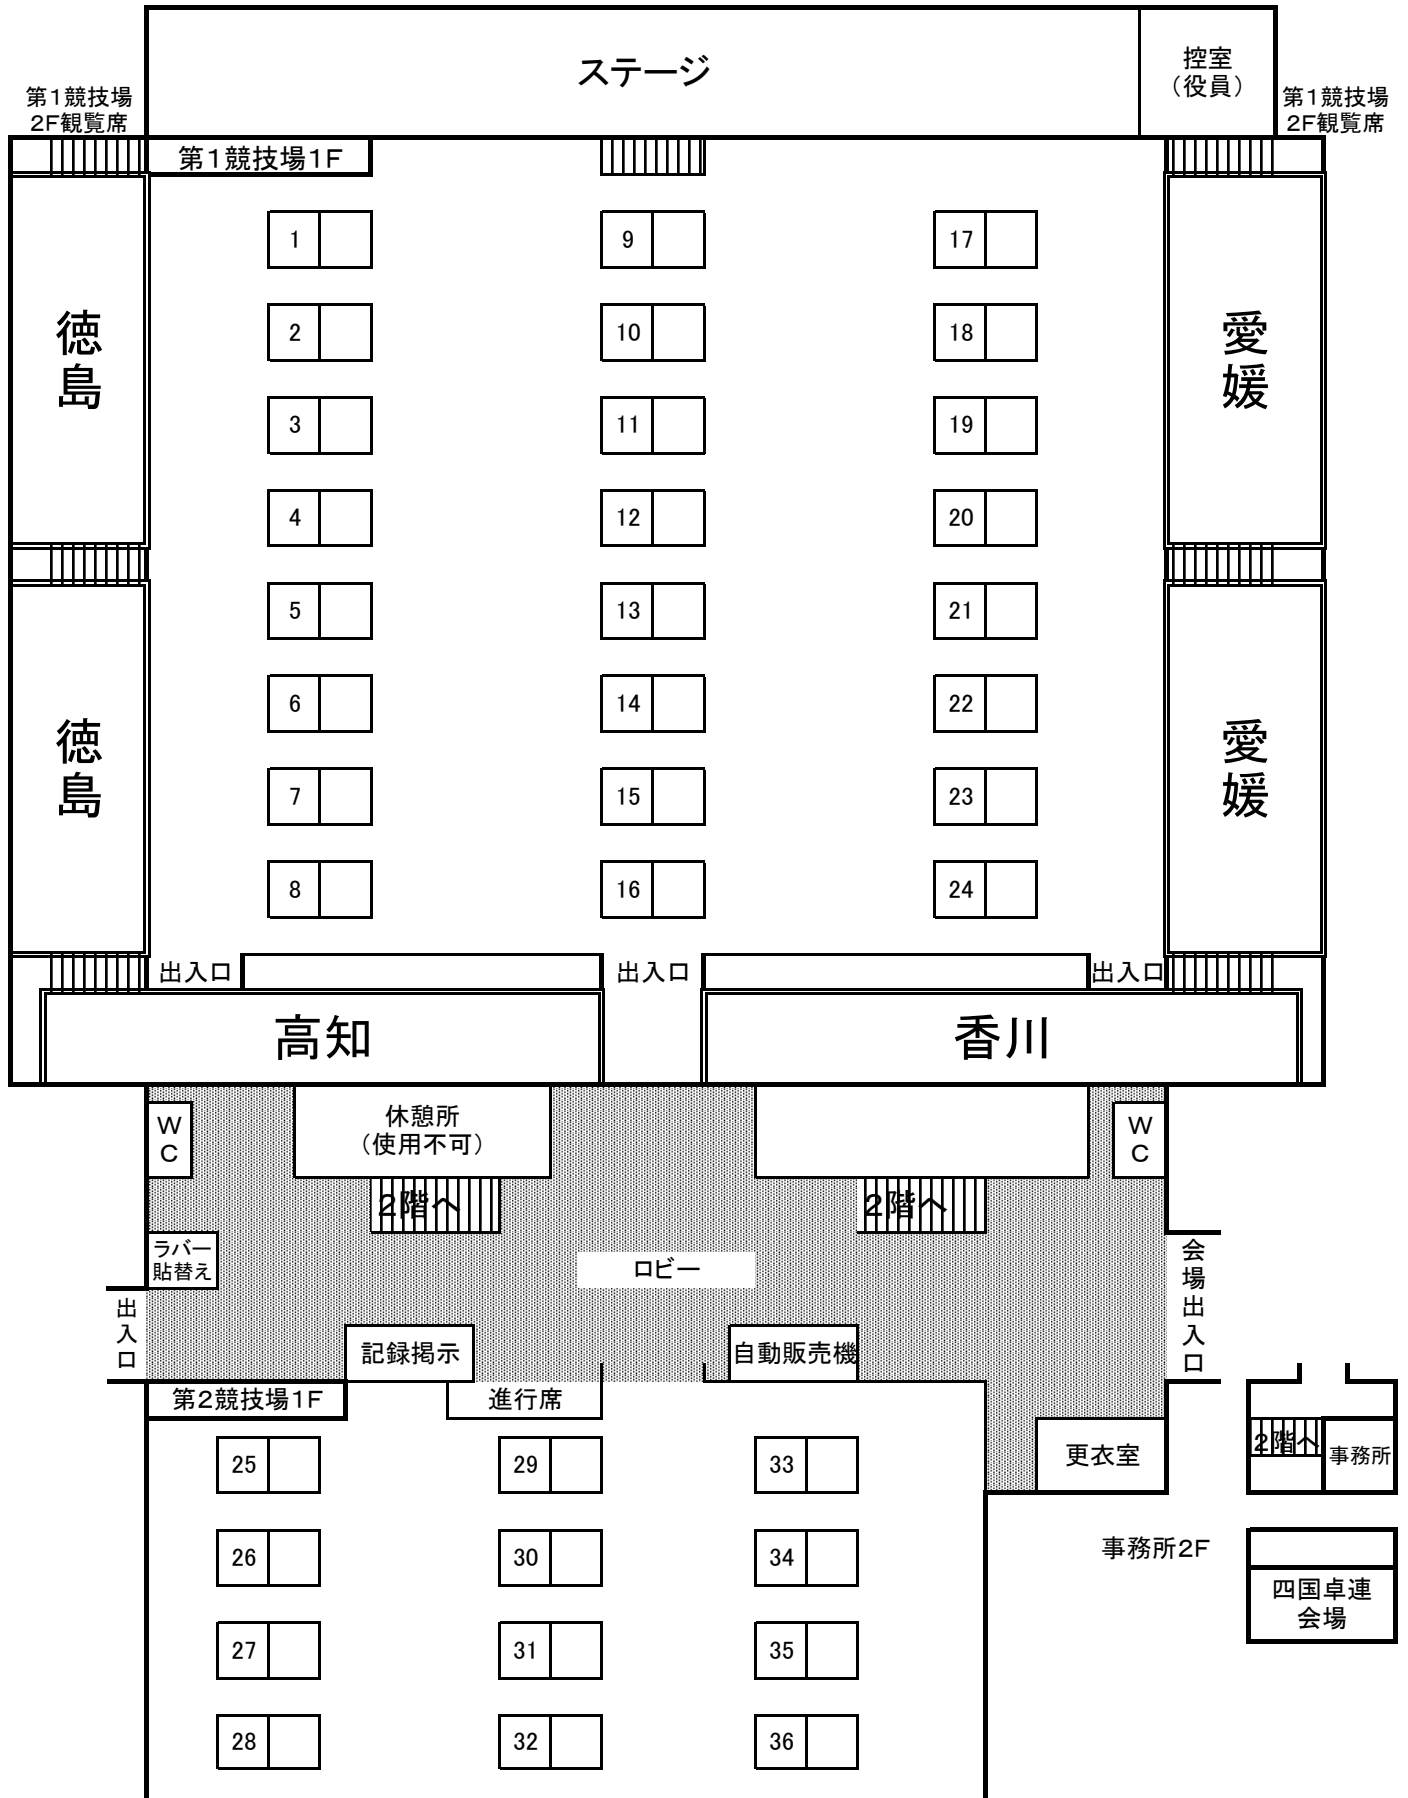 ステージ
控室
（役員）
第１競技場
２F観覧席
第１競技場
２F観覧席
第１競技場１F
1
9
17
2
10
18
徳島
愛媛
3
11
19
4
12
20
5
13
21
6
14
22
徳島
愛媛
7
15
23
8
16
24
出入口
出入口
出入口
高知
香川
WC
休憩所
（使用不可）
WC
２階へ
２階へ
ラバー
貼替え
ロビー
会場出入口
出入口
記録掲示
自動販売機
第２競技場１F
進行席
25
29
33
更衣室
２階へ
事務所
26
30
34
事務所２F
四国卓連
会場
27
31
35
28
32
36